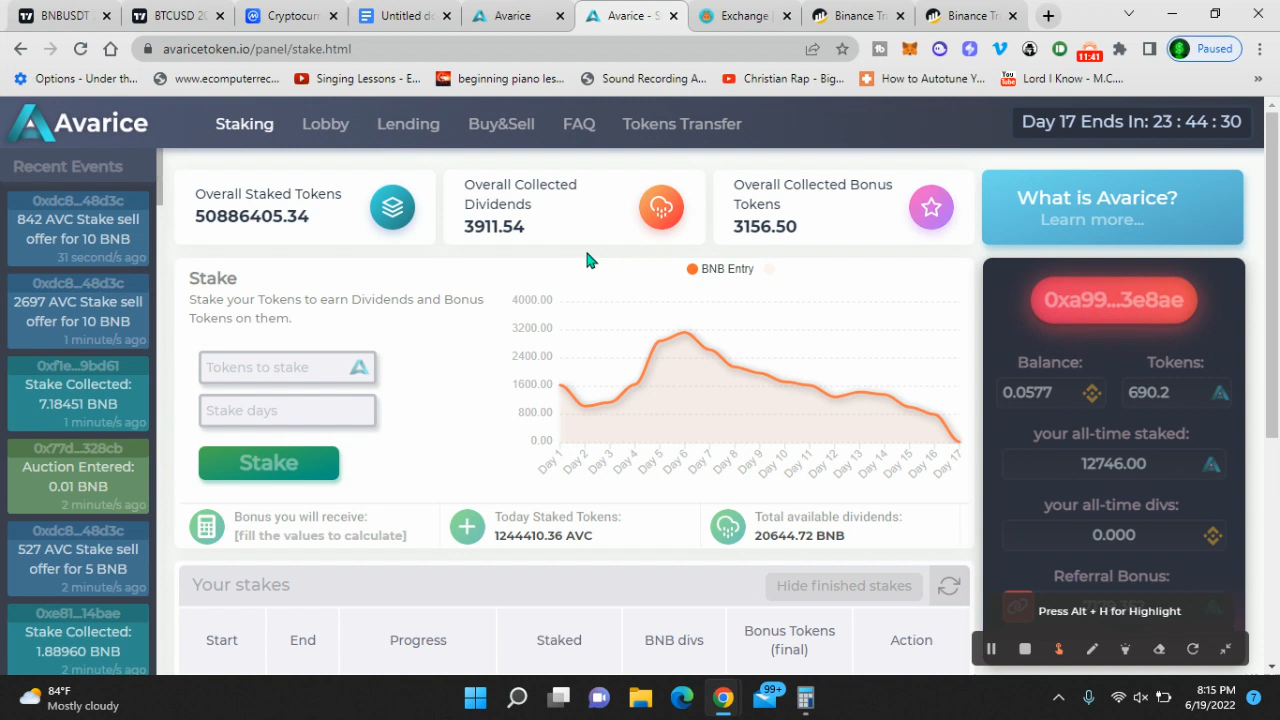 BNBUSDT
BTCUSD 20
Cryptocurr
Untitled do
Avarice
Avarice - S
Exchange |
Binance Tr
Binance Tr
avaricetoken.io/panel/stake.html
11:41
Paused
Options - Under th...
www.ecomputerrec...
Singing Lessons - E...
beginning piano les...
Sound Recording A...
Christian Rap - Big...
How to Autotune Y...
You Tube
Lord I Know - M.C....
»
Avarice
Staking
Lobby
Lending
Buy&Sell
FAQ
Tokens Transfer
Day 17 Ends In: 23 : 44 : 30
Recent Events
0xdc8...48d3c
842 AVC Stake sell
offer for 10 BNB
31 second/s ago
0xdc8...48d3c
2697 AVC Stake sell
offer for 10 BNB
1 minute/s ago
0xf1e...9bd61
Stake Collected:
7.18451 BNB
1 minute/s ago
0x77d...328cb
Auction Entered:
0.01 BNB
2 minute/s ago
0xdc8...48d3c
527 AVC Stake sell
offer for 5 BNB
2 minute/s ago
0xe81...14bae
Stake Collected:
1.88960 BNB
2 minute/s ago
Overall Staked Tokens
50886405.34
Overall Collected
Dividends
3911.54
Overall Collected Bonus
Tokens
3156.50
What is Avarice?
Learn more...
Stake
Stake your Tokens to earn Dividends and Bonus
Tokens on them.
Tokens to stake
Stake days
Stake
BNB Entry
4000.00
3200.00
2400.00
1600.00
800.00
0.00
Day 1
Day 2
Day 3
Day 4
Day 5
Day 6
Day 7
Day 8
Day 9
Day 10
Day 11
Day 12
Day 13
Day 14
Day 15
Day 16
Day 17
Bonus you will receive:
[fill the values to calculate]
Today Staked Tokens:
1244410.36 AVC
Total available dividends:
20644.72 BNB
0xa99...3e8ae
Balance:
Tokens:
0.0577
690.2
your all-time staked:
12746.00
your all-time divs:
0.000
Referral Bonus:
Press Alt + H for Highlight
Your stakes
Hide finished stakes
Start
End
Progress
Staked
BNB divs
Bonus Tokens
(final)
Action
84°F
Mostly cloudy
99+
8:15 PM
6/19/2022
7